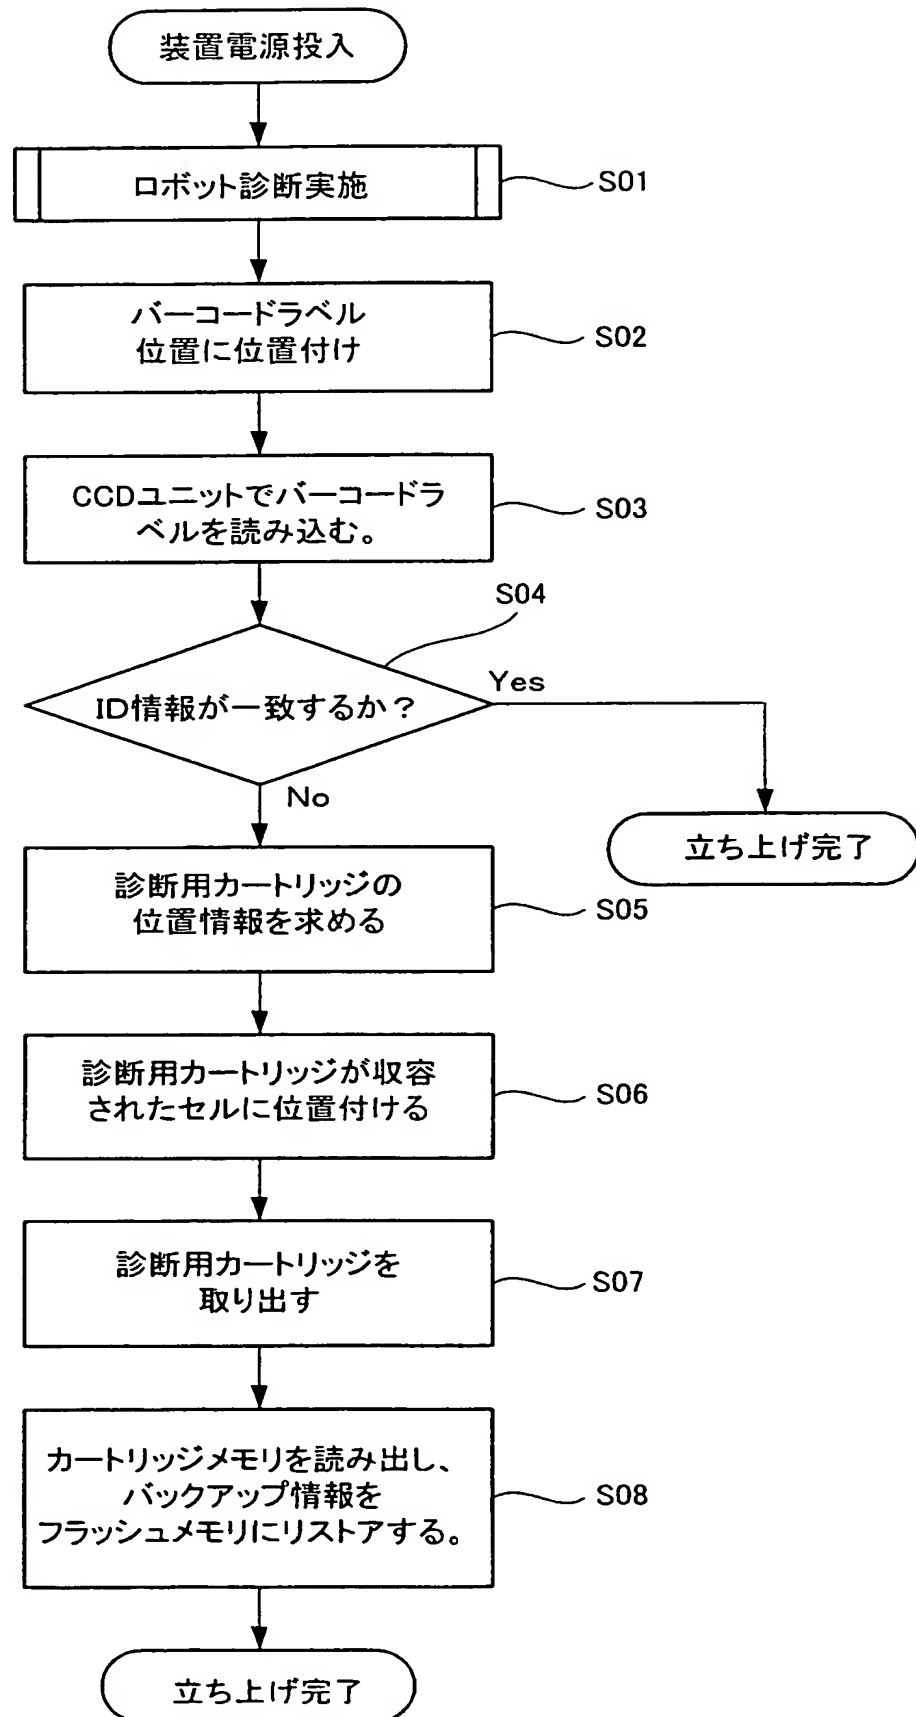 装置電源投入
ロボット診断実施
S01
バーコードラベル
位置に位置付け
S02
CCDユニットでバーコードラ
ベルを読み込む。
S03
S04
ID情報が一致するか？
Yes
No
立ち上げ完了
診断用カートリッジの
位置情報を求める
S05
診断用カートリッジが収容
されたセルに位置付ける
S06
診断用カートリッジを
取り出す
S07
カートリッジメモリを読み出し、
バックアップ情報を
フラッシュメモリにリストアする。
S08
立ち上げ完了